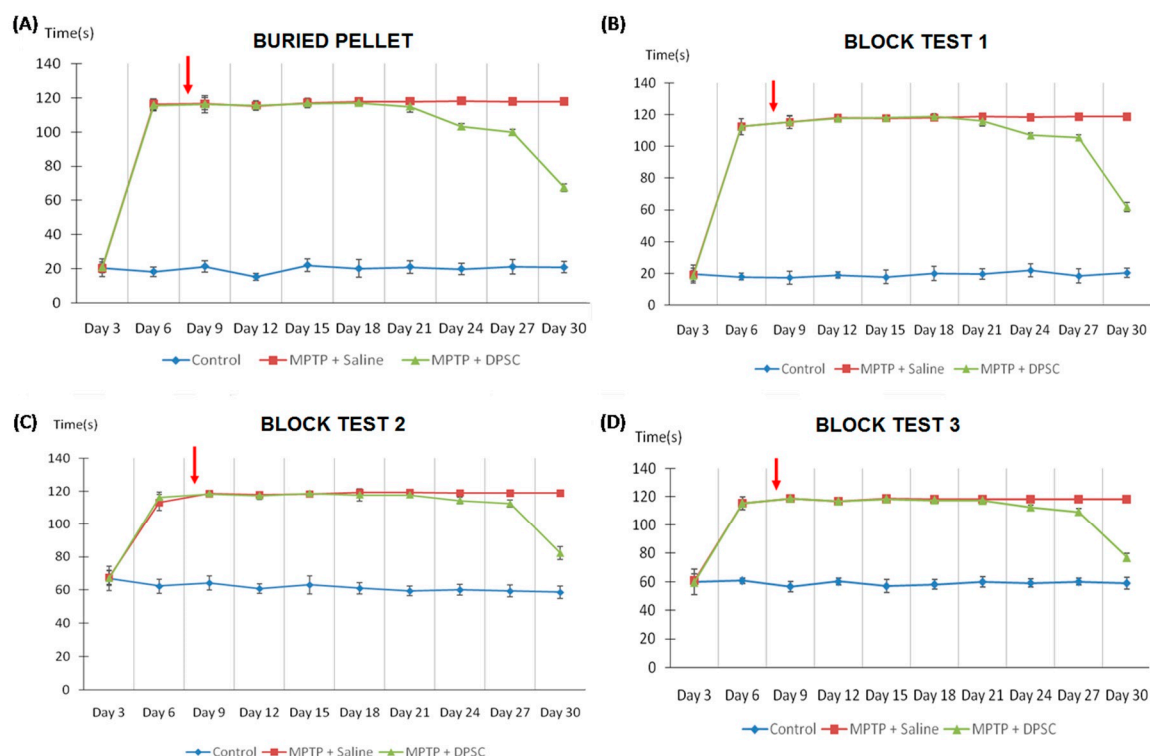 (A)
Time(s)
BURIED PELLET
140
120
100
80
60
40
20
0
Day 3 Day 6 Day 9 Day 12 Day 15 Day 18 Day 21 Day 24 Day 27 Day 30
Control MPTP + Saline MPTP + DPSC
(B)
Time(s)
BLOCK TEST 1
140
120
100
80
60
40
20
0
Day 3 Day 6 Day 9 Day 12 Day 15 Day 18 Day 21 Day 24 Day 27 Day 30
Control MPTP + Saline MPTP + DPSC
(C)
Time(s)
BLOCK TEST 2
140
120
100
80
60
40
20
0
Day 3 Day 6 Day 9 Day 12 Day 15 Day 18 Day 21 Day 24 Day 27 Day 30
Control MPTP + Saline MPTP + DPSC
(D)
Time(s)
BLOCK TEST 3
140
120
100
80
60
40
20
0
Day 3 Day 6 Day 9 Day 12 Day 15 Day 18 Day 21 Day 24 Day 27 Day 30
Control MPTP + Saline MPTP + DPSC